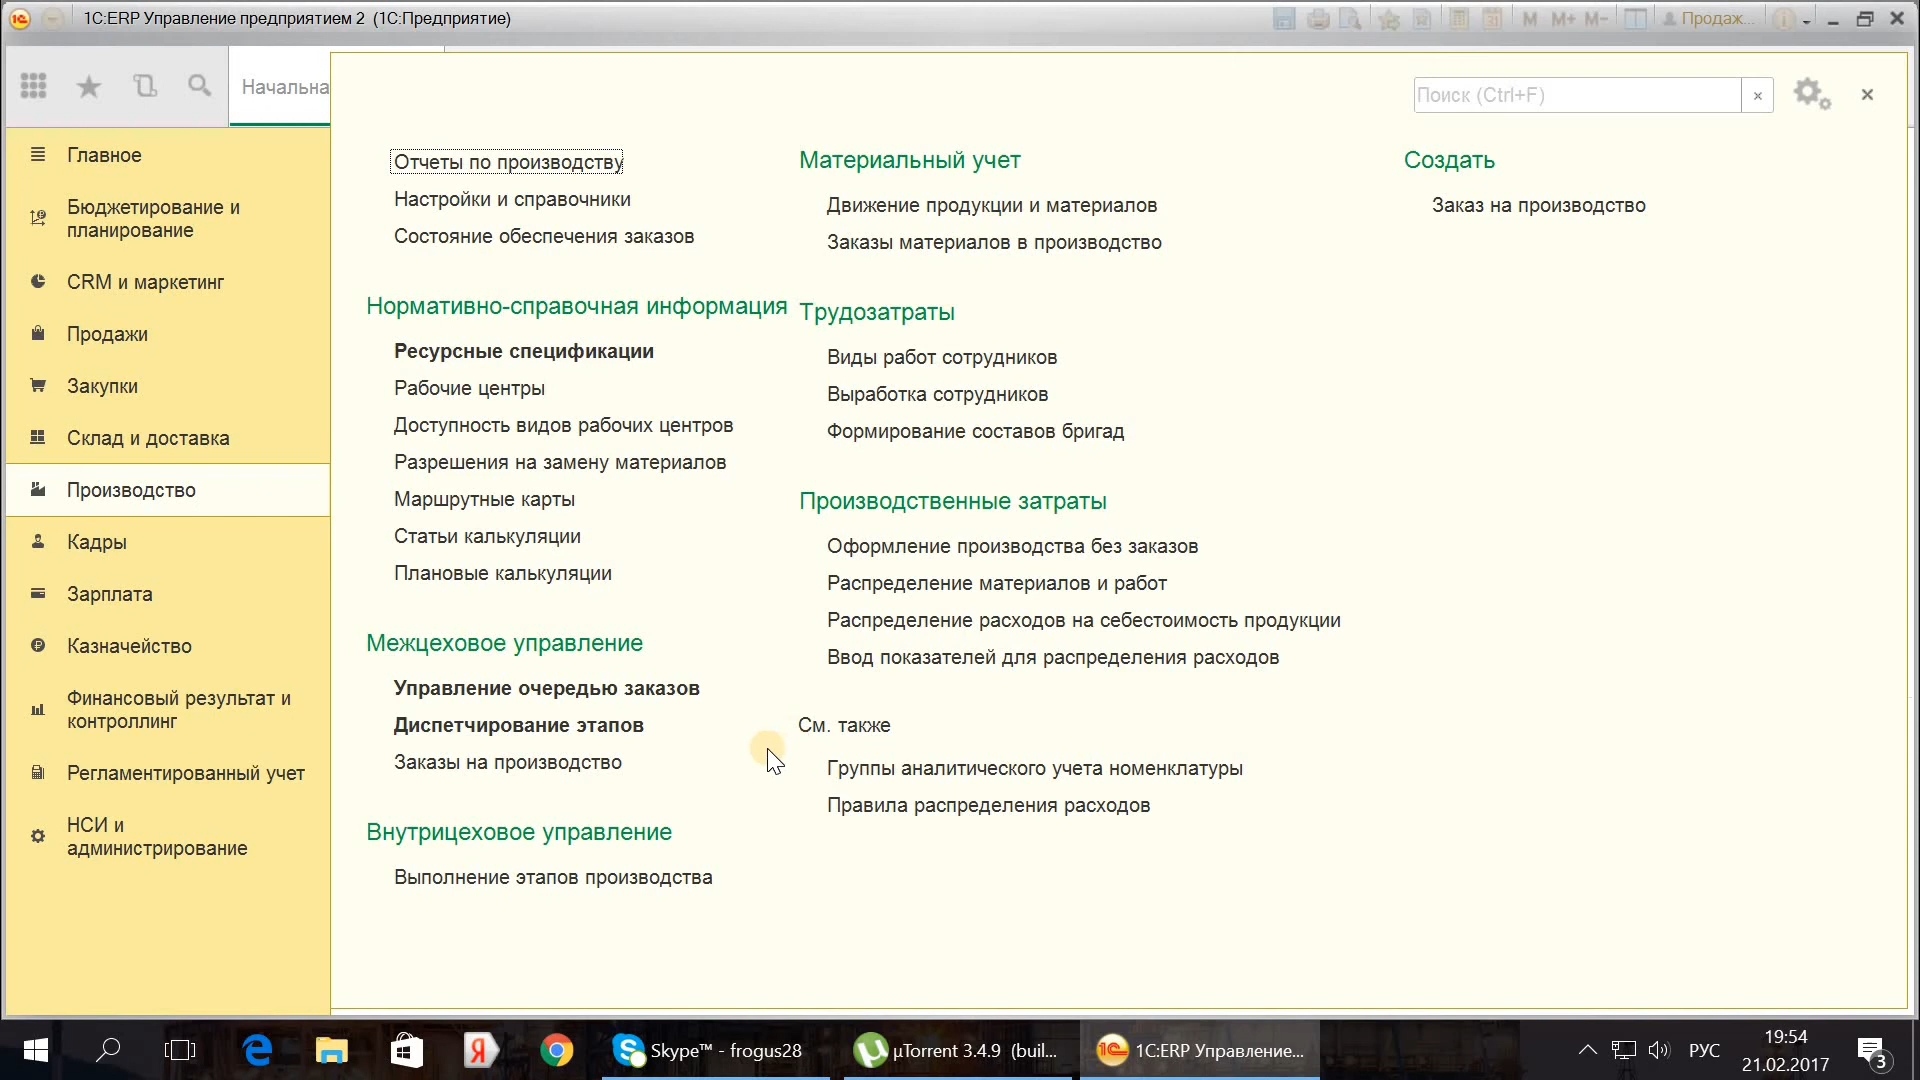 1С:ERP Управление предприятием 2 (1С:Предприятие)
M M+ M- Продаж...
Начальна
Поиск (Ctrl+F)
Главное
Бюджетирование и
планирование
CRM и маркетинг
Продажи
Закупки
Склад и доставка
Производство
Кадры
Зарплата
Казначейство
Финансовый результат и
контроллинг
Регламентированный учет
НСИ и
администрирование
Отчеты по производству
Настройки и справочники
Состояние обеспечения заказов
Нормативно-справочная информация
Ресурсные спецификации
Рабочие центры
Доступность видов рабочих центров
Разрешения на замену материалов
Маршрутные карты
Статьи калькуляции
Плановые калькуляции
Межцеховое управление
Управление очередью заказов
Диспетчирование этапов
Заказы на производство
Внутрицеховое управление
Выполнение этапов производства
Материальный учет
Движение продукции и материалов
Заказы материалов в производство
Трудозатраты
Виды работ сотрудников
Выработка сотрудников
Формирование составов бригад
Производственные затраты
Оформление производства без заказов
Распределение материалов и работ
Распределение расходов на себестоимость продукции
Ввод показателей для распределения расходов
См. также
Группы аналитического учета номенклатуры
Правила распределения расходов
Создать
Заказ на производство
Skype™ - frogus28
µTorrent 3.4.9 (buil...
1С:ERP Управление...
РУС
19:54
21.02.2017
3